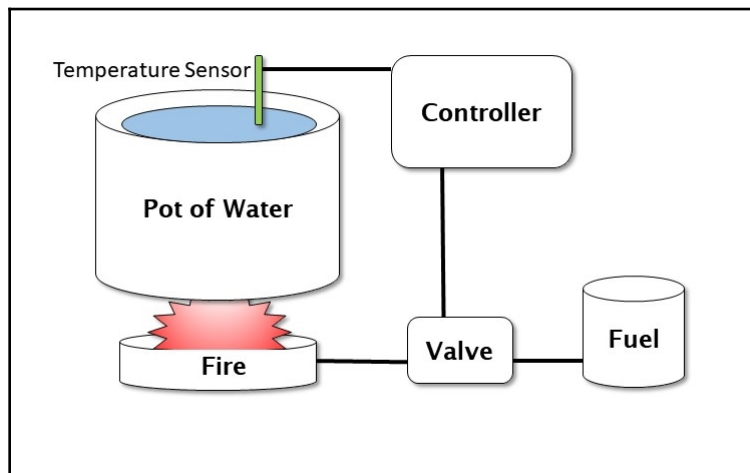 Temperature Sensor
Controller
Pot of Water
Valve
Fuel
Fire